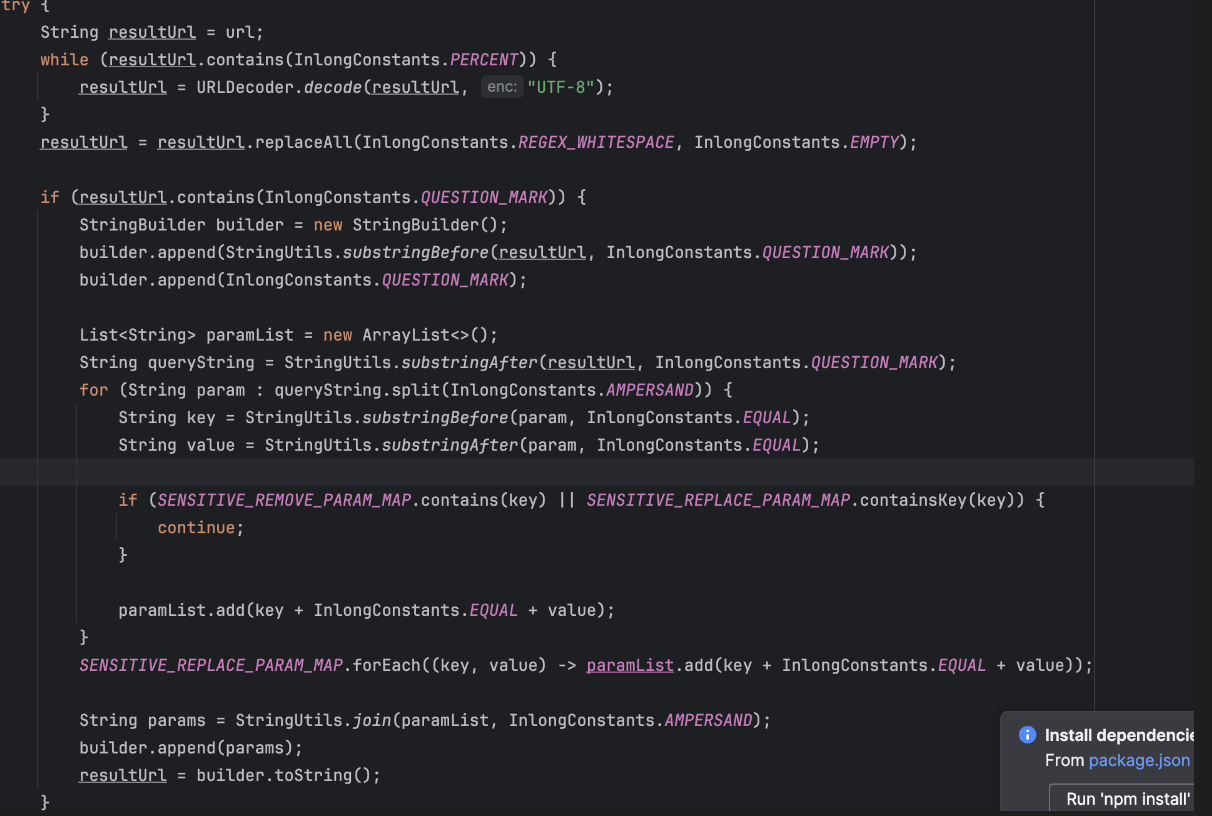 try {
    String resultUrl = url;
    while (resultUrl.contains(InlongConstants.PERCENT)) {
        resultUrl = URLDecoder.decode(resultUrl, enc: "UTF-8");
    }
    resultUrl = resultUrl.replaceAll(InlongConstants.REGEX_WHITESPACE, InlongConstants.EMPTY);
    if (resultUrl.contains(InlongConstants.QUESTION_MARK)) {
        StringBuilder builder = new StringBuilder();
        builder.append(StringUtils.substringBefore(resultUrl, InlongConstants.QUESTION_MARK));
        builder.append(InlongConstants.QUESTION_MARK);
        List<String> paramList = new ArrayList<>();
        String queryString = StringUtils.substringAfter(resultUrl, InlongConstants.QUESTION_MARK);
        for (String param : queryString.split(InlongConstants.AMPERSAND)) {
            String key = StringUtils.substringBefore(param, InlongConstants.EQUAL);
            String value = StringUtils.substringAfter(param, InlongConstants.EQUAL);
            if (SENSITIVE_REMOVE_PARAM_MAP.contains(key) || SENSITIVE_REPLACE_PARAM_MAP.containsKey(key)) {
                continue;
            }
            paramList.add(key + InlongConstants.EQUAL + value);
        }
        SENSITIVE_REPLACE_PARAM_MAP.forEach((key, value) -> paramList.add(key + InlongConstants.EQUAL + value));
        String params = StringUtils.join(paramList, InlongConstants.AMPERSAND);
        builder.append(params);
        resultUrl = builder.toString();
    }
Install dependencie
From package.json
Run 'npm install'